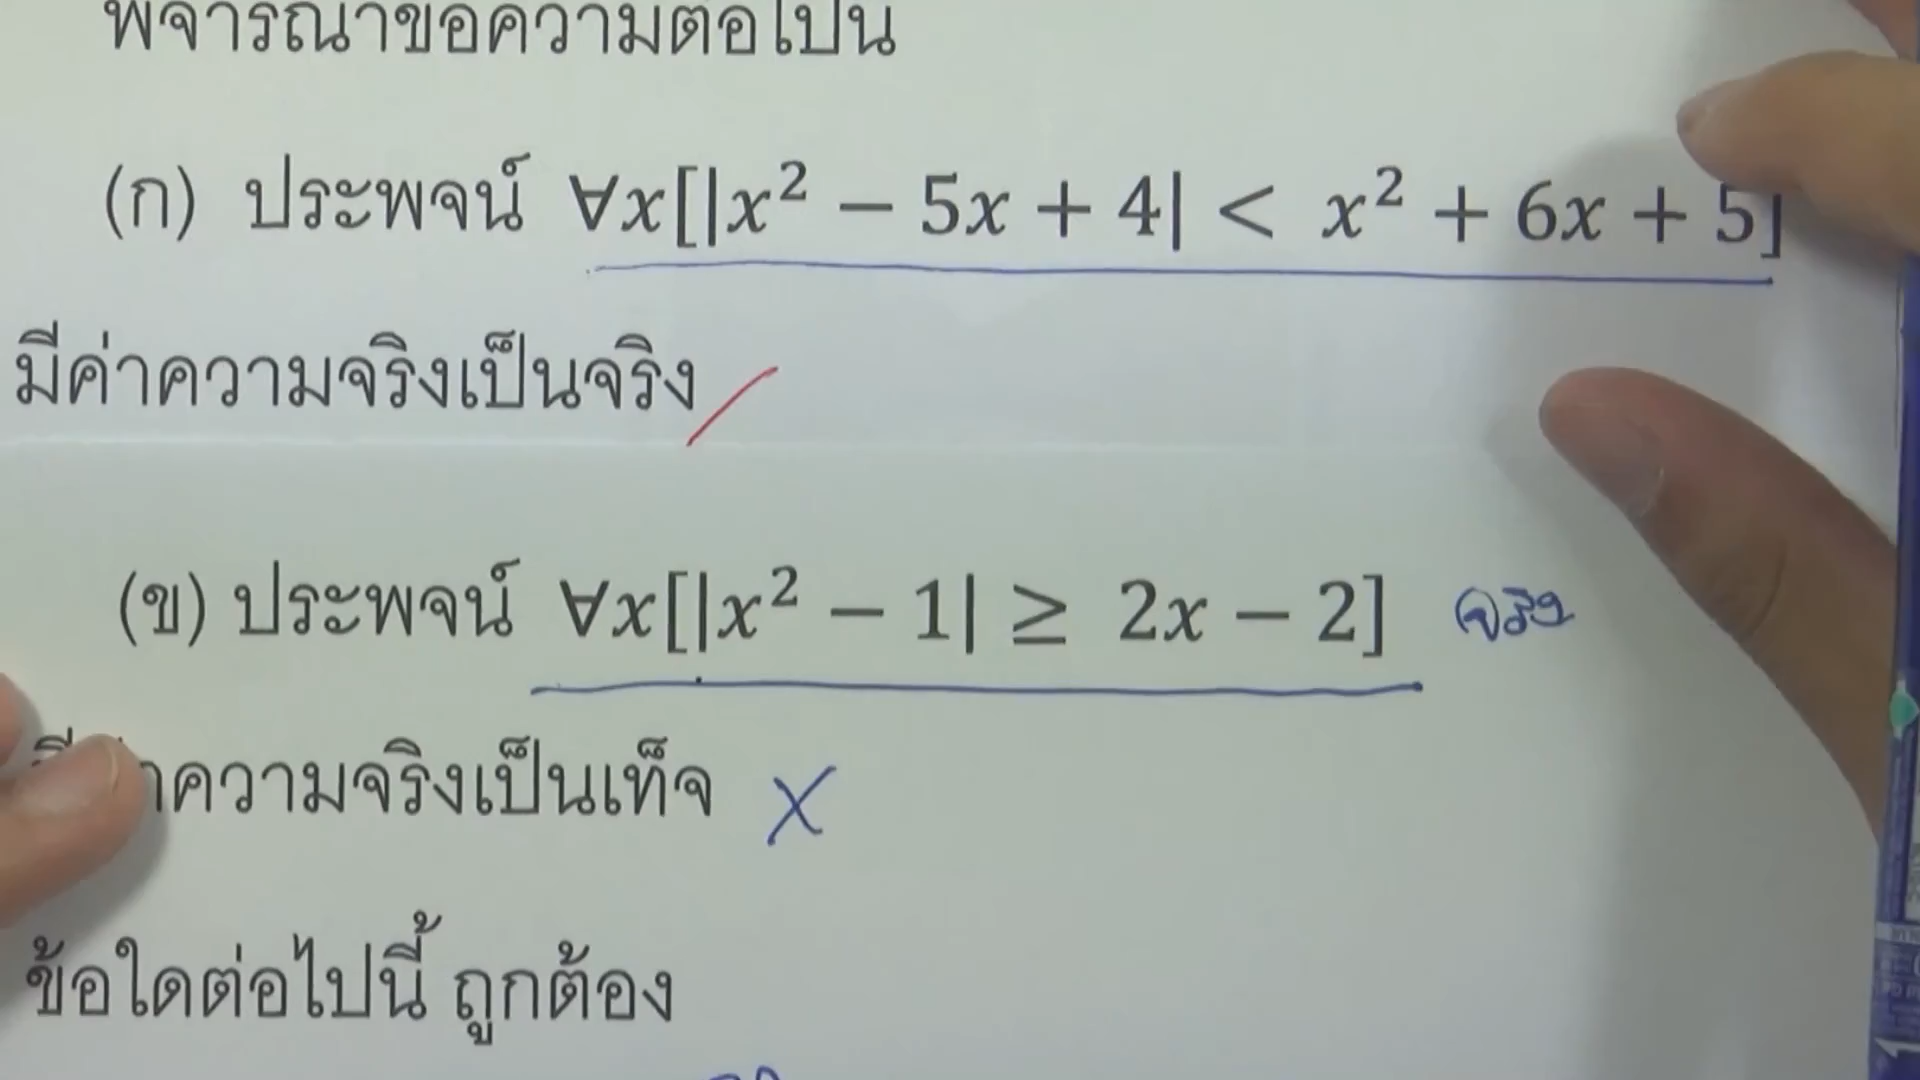 พิจารณาข้อความต่อไปนี้
(ก) ประพจน์ ∀x[|x² − 5x + 4| < x² + 6x + 5]
มีค่าความจริงเป็นจริง /
(ข) ประพจน์ ∀x[|x² − 1| ≥ 2x − 2] จริง
มีค่าความจริงเป็นเท็จ X
ข้อใดต่อไปนี้ ถูกต้อง